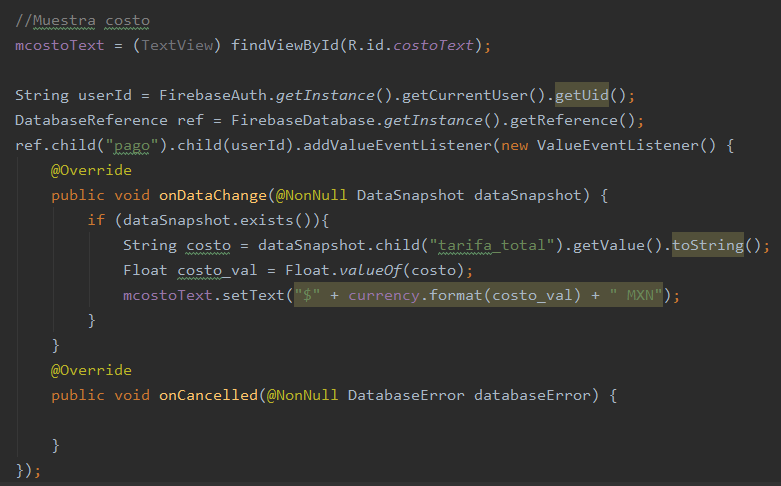 //Muestra costo
mcostoText = (TextView) findViewById(R.id.costoText);
String userId = FirebaseAuth.getInstance().getCurrentUser().getUid();
DatabaseReference ref = FirebaseDatabase.getInstance().getReference();
ref.child("pago").child(userId).addValueEventListener(new ValueEventListener() {
@Override
public void onDataChange(@NonNull DataSnapshot dataSnapshot) {
if (dataSnapshot.exists()){
String costo = dataSnapshot.child("tarifa_total").getValue().toString();
Float costo_val = Float.valueOf(costo);
mcostoText.setText("$" + currency.format(costo_val) + " MXN");
}
}
@Override
public void onCancelled(@NonNull DatabaseError databaseError) {
}
});